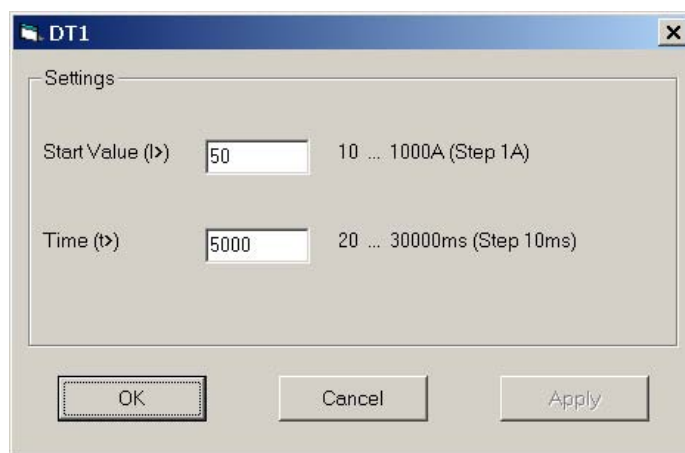 DT1
Settings
Start Value (I>) 50 10 ... 1000A (Step 1A)
Time (t>) 5000 20 ... 30000ms (Step 10ms)
OK Cancel Apply